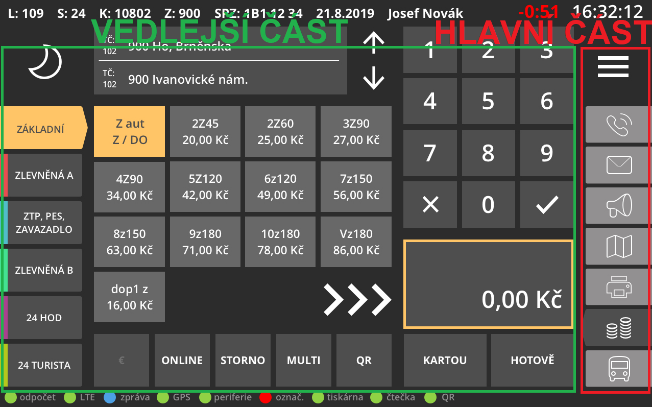 L: 109 S: 24 K: 10802 Z: 900 SPZ: 1B1 12 34 21.8.2019 Josef Novák -0:51 16:32:12
VEDLEJŠÍ ČÁST
HLAVNÍ ČÁST
TČ: 102 900 Ho, Brněnska
TČ: 102 900 Ivanovické nám.
1 2 3
4 5 6
7 8 9
0
ZÁKLADNÍ
ZLEVNĚNÁ A
ZTP, PES,
ZAVAZADLO
ZLEVNĚNÁ B
24 HOD
24 TURISTA
Z aut
Z / DO
2Z45
20,00 Kč
2Z60
25,00 Kč
3Z90
27,00 Kč
4Z90
34,00 Kč
5Z120
42,00 Kč
6z120
49,00 Kč
7z150
56,00 Kč
8z150
63,00 Kč
9z180
71,00 Kč
10z180
78,00 Kč
Vz180
86,00 Kč
dop1 z
16,00 Kč
0,00 Kč
€ ONLINE STORNO MULTI QR KARTOU HOTOVĚ
odpočet LTE zpráva GPS periferie označ. tiskárna čtečka QR